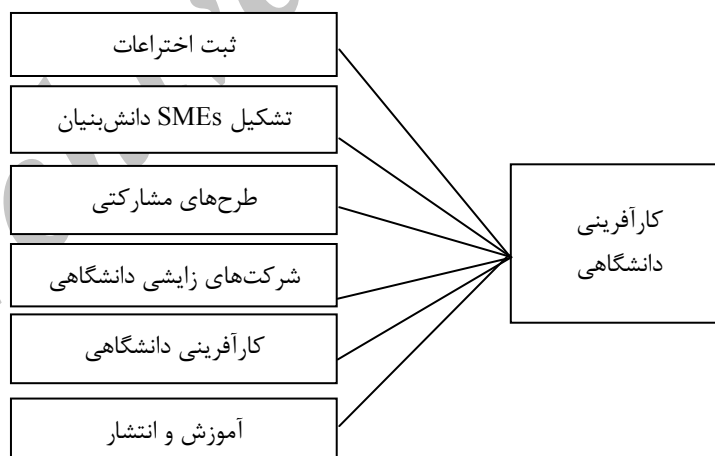 ثبت اختراعات
تشکیل SMEs دانش‌بنیان
طرح‌های مشارکتی
شرکت‌های زایشی دانشگاهی
کارآفرینی دانشگاهی
آموزش و انتشار
کارآفرینی
دانشگاهی